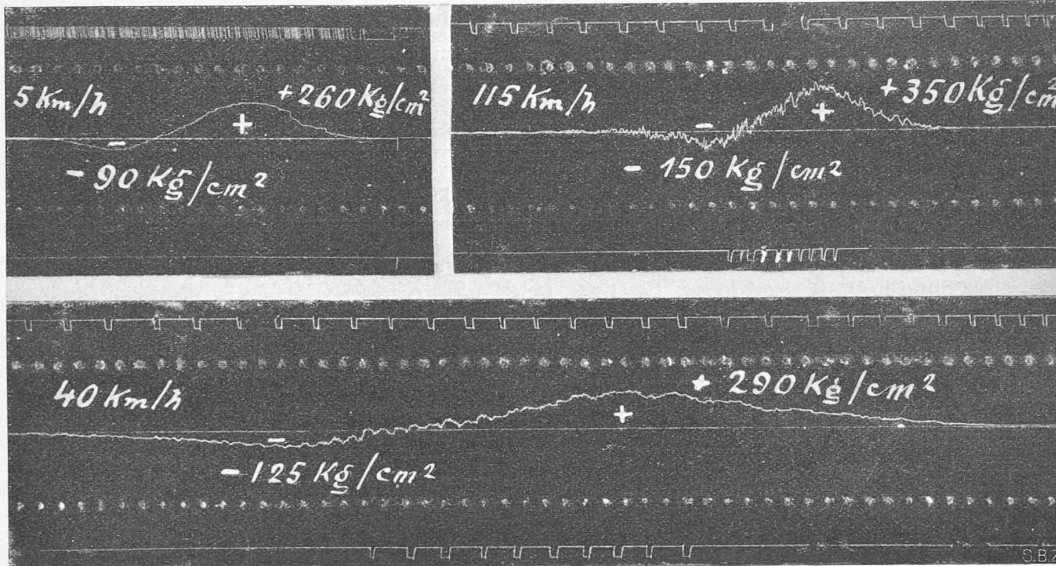 5 Km/h
+260 Kg/cm²
+
−
− 90 Kg/cm²
115 Km/h
+350 Kg/cm²
+
−
− 150 Kg/cm²
40 Km/h
+ 290 Kg/cm²
+
−
− 125 Kg/cm²
S.B.Z